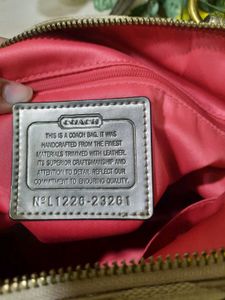 COACH
THIS IS A COACH BAG. IT WAS
HANDCRAFTED FROM THE FINEST
MATERIALS TRIMMED WITH LEATHER.
ITS SUPERIOR CRAFTSMANSHIP AND
ATTENTION TO DETAIL REFLECT OUR
COMMITMENT TO ENDURING QUALITY.
Nº L1226-23261